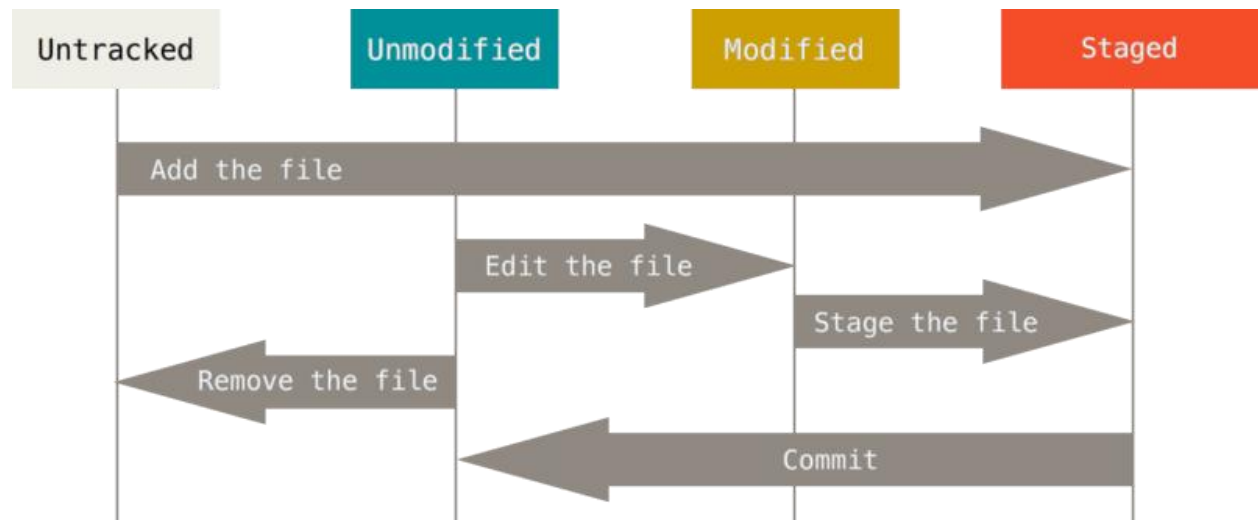 Untracked
Unmodified
Modified
Staged
Add the file
Edit the file
Stage the file
Remove the file
Commit